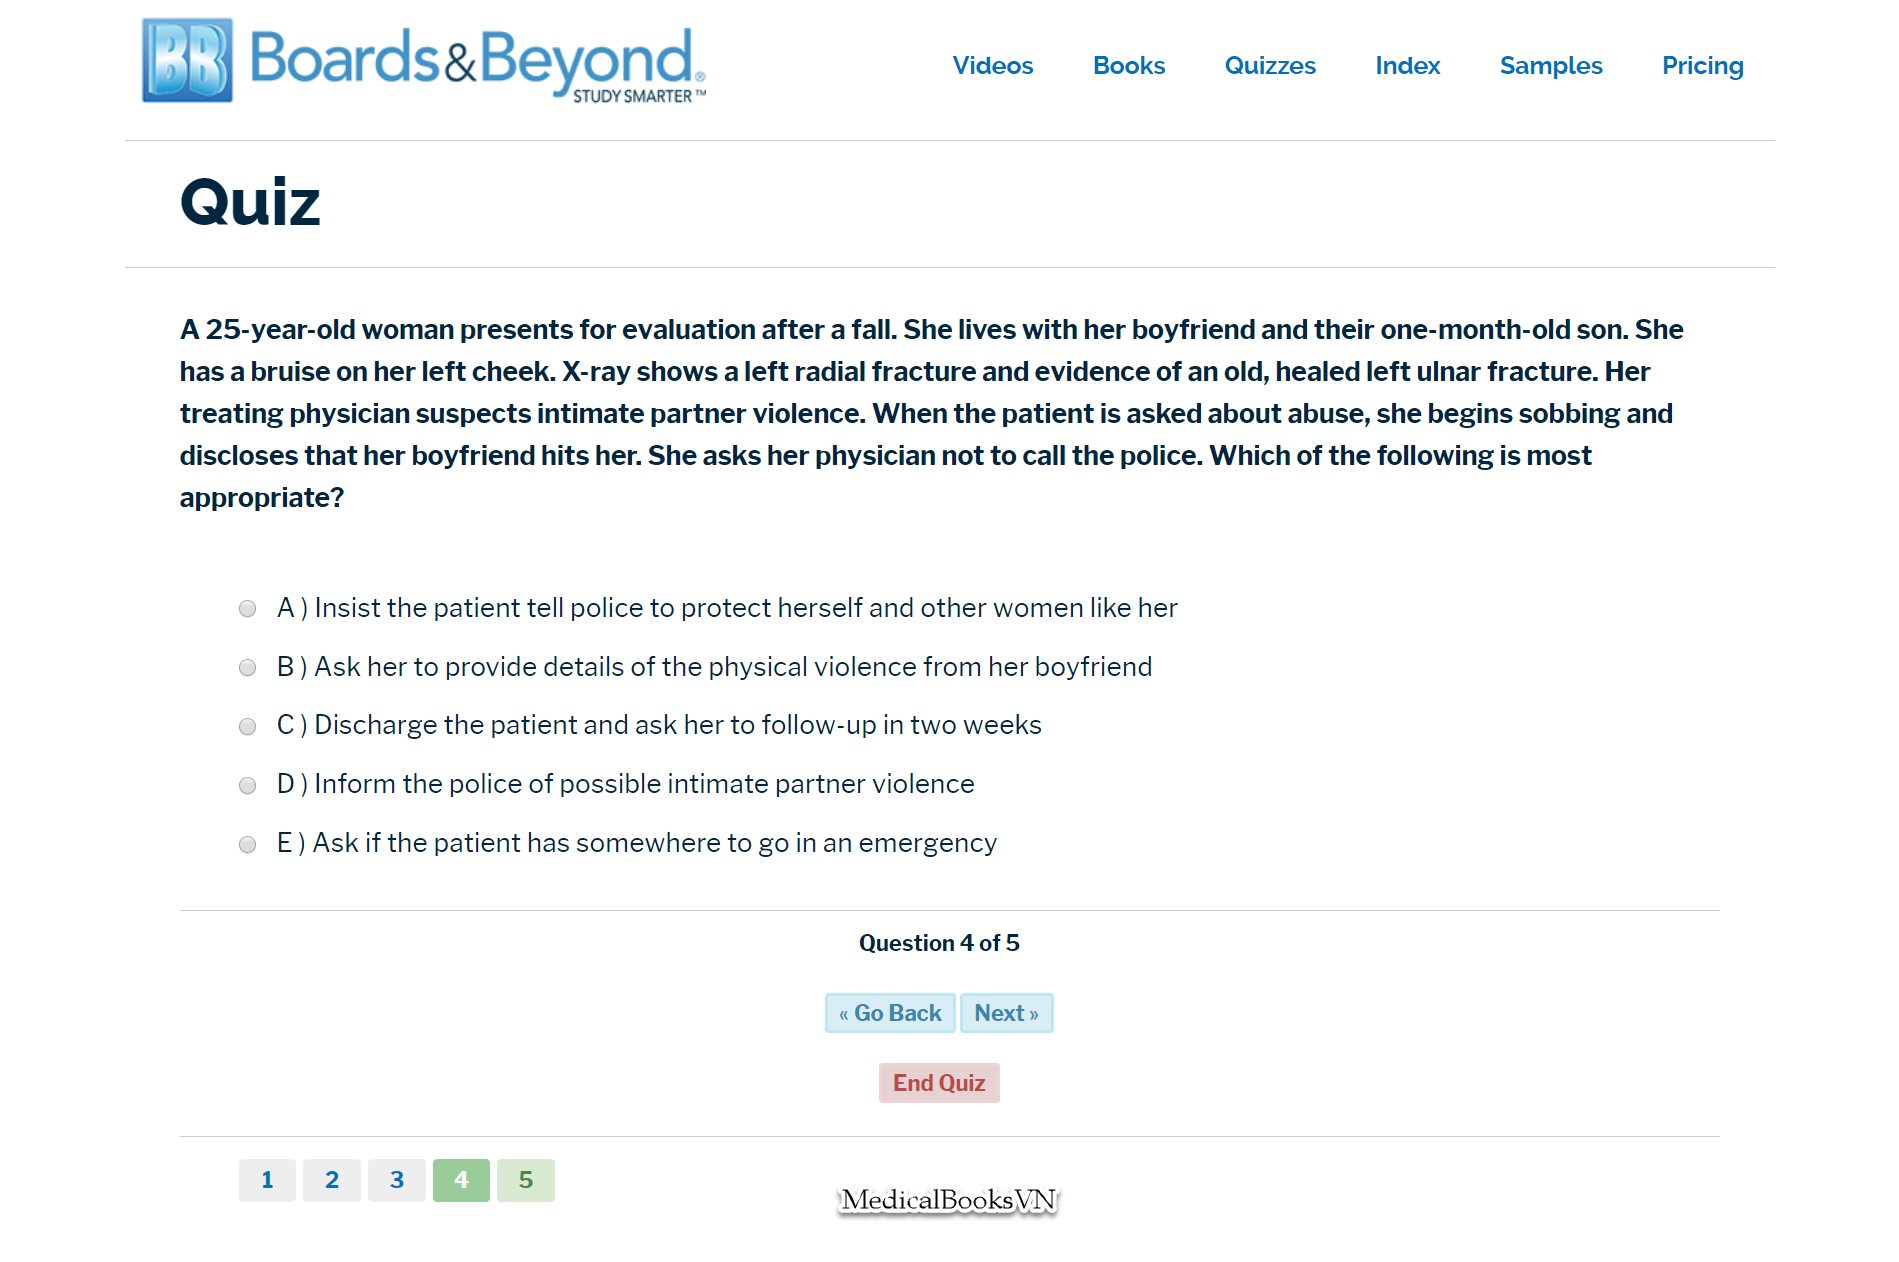 BB Boards&Beyond®
STUDY SMARTER™
Videos Books Quizzes Index Samples Pricing
Quiz
A 25-year-old woman presents for evaluation after a fall. She lives with her boyfriend and their one-month-old son. She
has a bruise on her left cheek. X-ray shows a left radial fracture and evidence of an old, healed left ulnar fracture. Her
treating physician suspects intimate partner violence. When the patient is asked about abuse, she begins sobbing and
discloses that her boyfriend hits her. She asks her physician not to call the police. Which of the following is most
appropriate?
A ) Insist the patient tell police to protect herself and other women like her
B ) Ask her to provide details of the physical violence from her boyfriend
C ) Discharge the patient and ask her to follow-up in two weeks
D ) Inform the police of possible intimate partner violence
E ) Ask if the patient has somewhere to go in an emergency
Question 4 of 5
« Go Back Next »
End Quiz
1 2 3 4 5
MedicalBooksVN